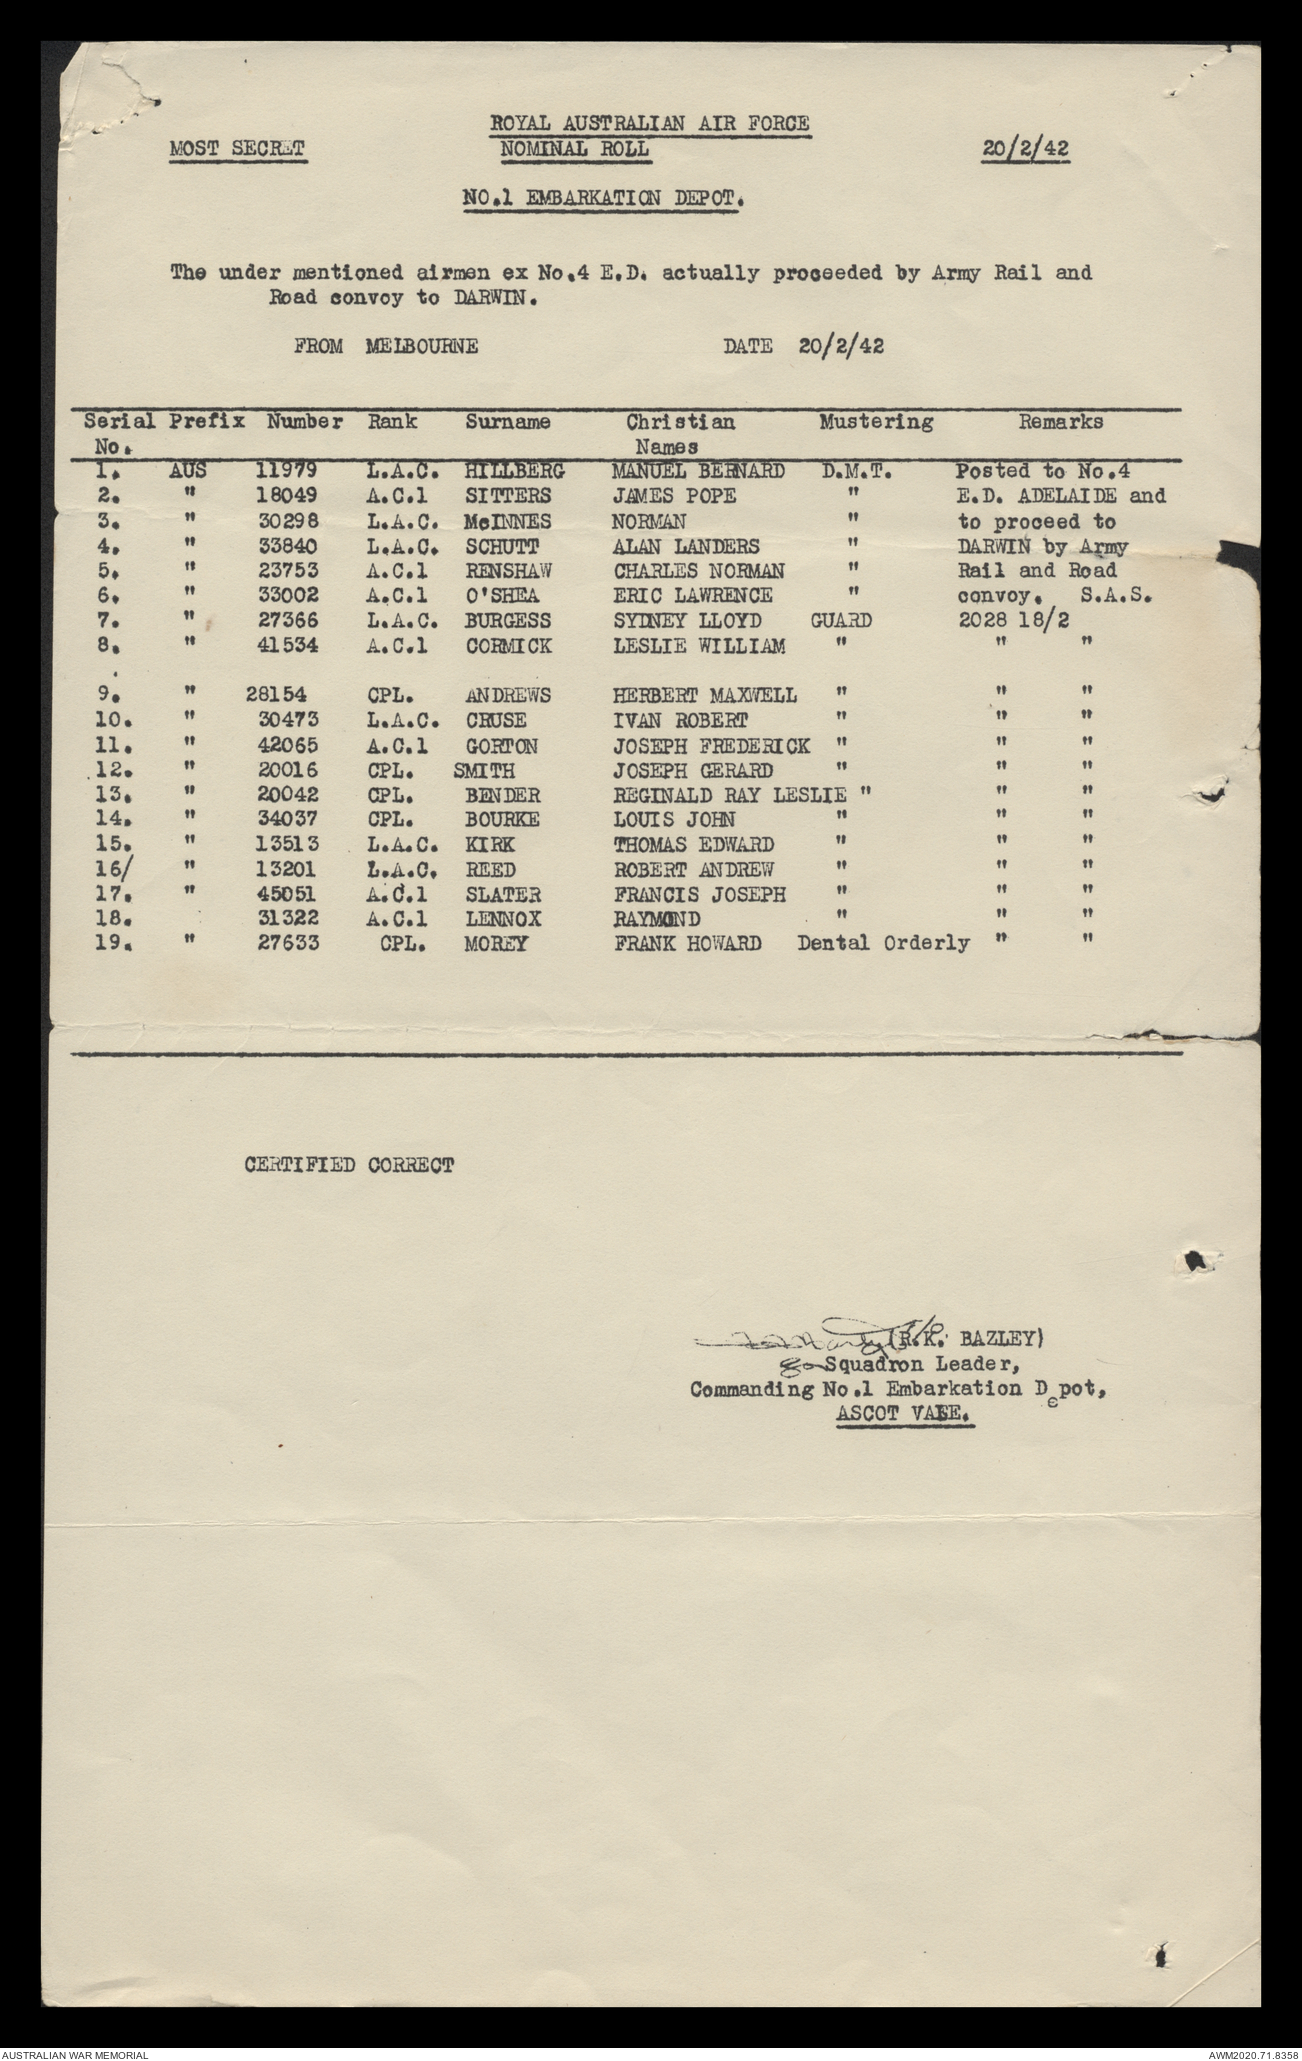 ROYAL AUSTRALIAN AIR FORCE
MOST SECRET NOMINAL ROLL 20/2/42
NO.1 EMBARKATION DEPOT.
The under mentioned airmen ex No.4 E.D. actually proceeded by Army Rail and
Road convoy to DARWIN.
FROM MELBOURNE DATE 20/2/42
Serial Prefix Number Rank Surname Christian Mustering Remarks
No. Names
1. AUS 11979 L.A.C. HILLBERG MANUEL BERNARD D.M.T. Posted to No.4
2. " 18049 A.C.1 SITTERS JAMES POPE " E.D. ADELAIDE and
3. " 30298 L.A.C. McINNES NORMAN " to proceed to
4. " 33840 L.A.C. SCHUTT ALAN LANDERS " DARWIN by Army
5. " 23753 A.C.1 RENSHAW CHARLES NORMAN " Rail and Road
6. " 33002 A.C.1 O'SHEA ERIC LAWRENCE " convoy. S.A.S.
7. " 27366 L.A.C. BURGESS SYDNEY LLOYD GUARD 2028 18/2
8. " 41534 A.C.1 CORMICK LESLIE WILLIAM " " "
.
9. " 28154 CPL. ANDREWS HERBERT MAXWELL " " "
10. " 30473 L.A.C. CRUSE IVAN ROBERT " " "
11. " 42065 A.C.1 GORTON JOSEPH FREDERICK " " "
12. " 20016 CPL. SMITH JOSEPH GERARD " " "
13. " 20042 CPL. BENDER REGINALD RAY LESLIE " " "
14. " 34037 CPL. BOURKE LOUIS JOHN " " "
15. " 13513 L.A.C. KIRK THOMAS EDWARD " " "
16/ " 13201 L.A.C. REED ROBERT ANDREW " " "
17. " 45051 A.C.1 SLATER FRANCIS JOSEPH " " "
18. 31322 A.C.1 LENNOX RAYMOND " " "
19. " 27633 CPL. MOREY FRANK HOWARD Dental Orderly " "
CERTIFIED CORRECT
(R.K. BAZLEY)
Squadron Leader,
Commanding No.1 Embarkation Depot,
ASCOT VALE.
AUSTRALIAN WAR MEMORIAL AWM2020.71.8358